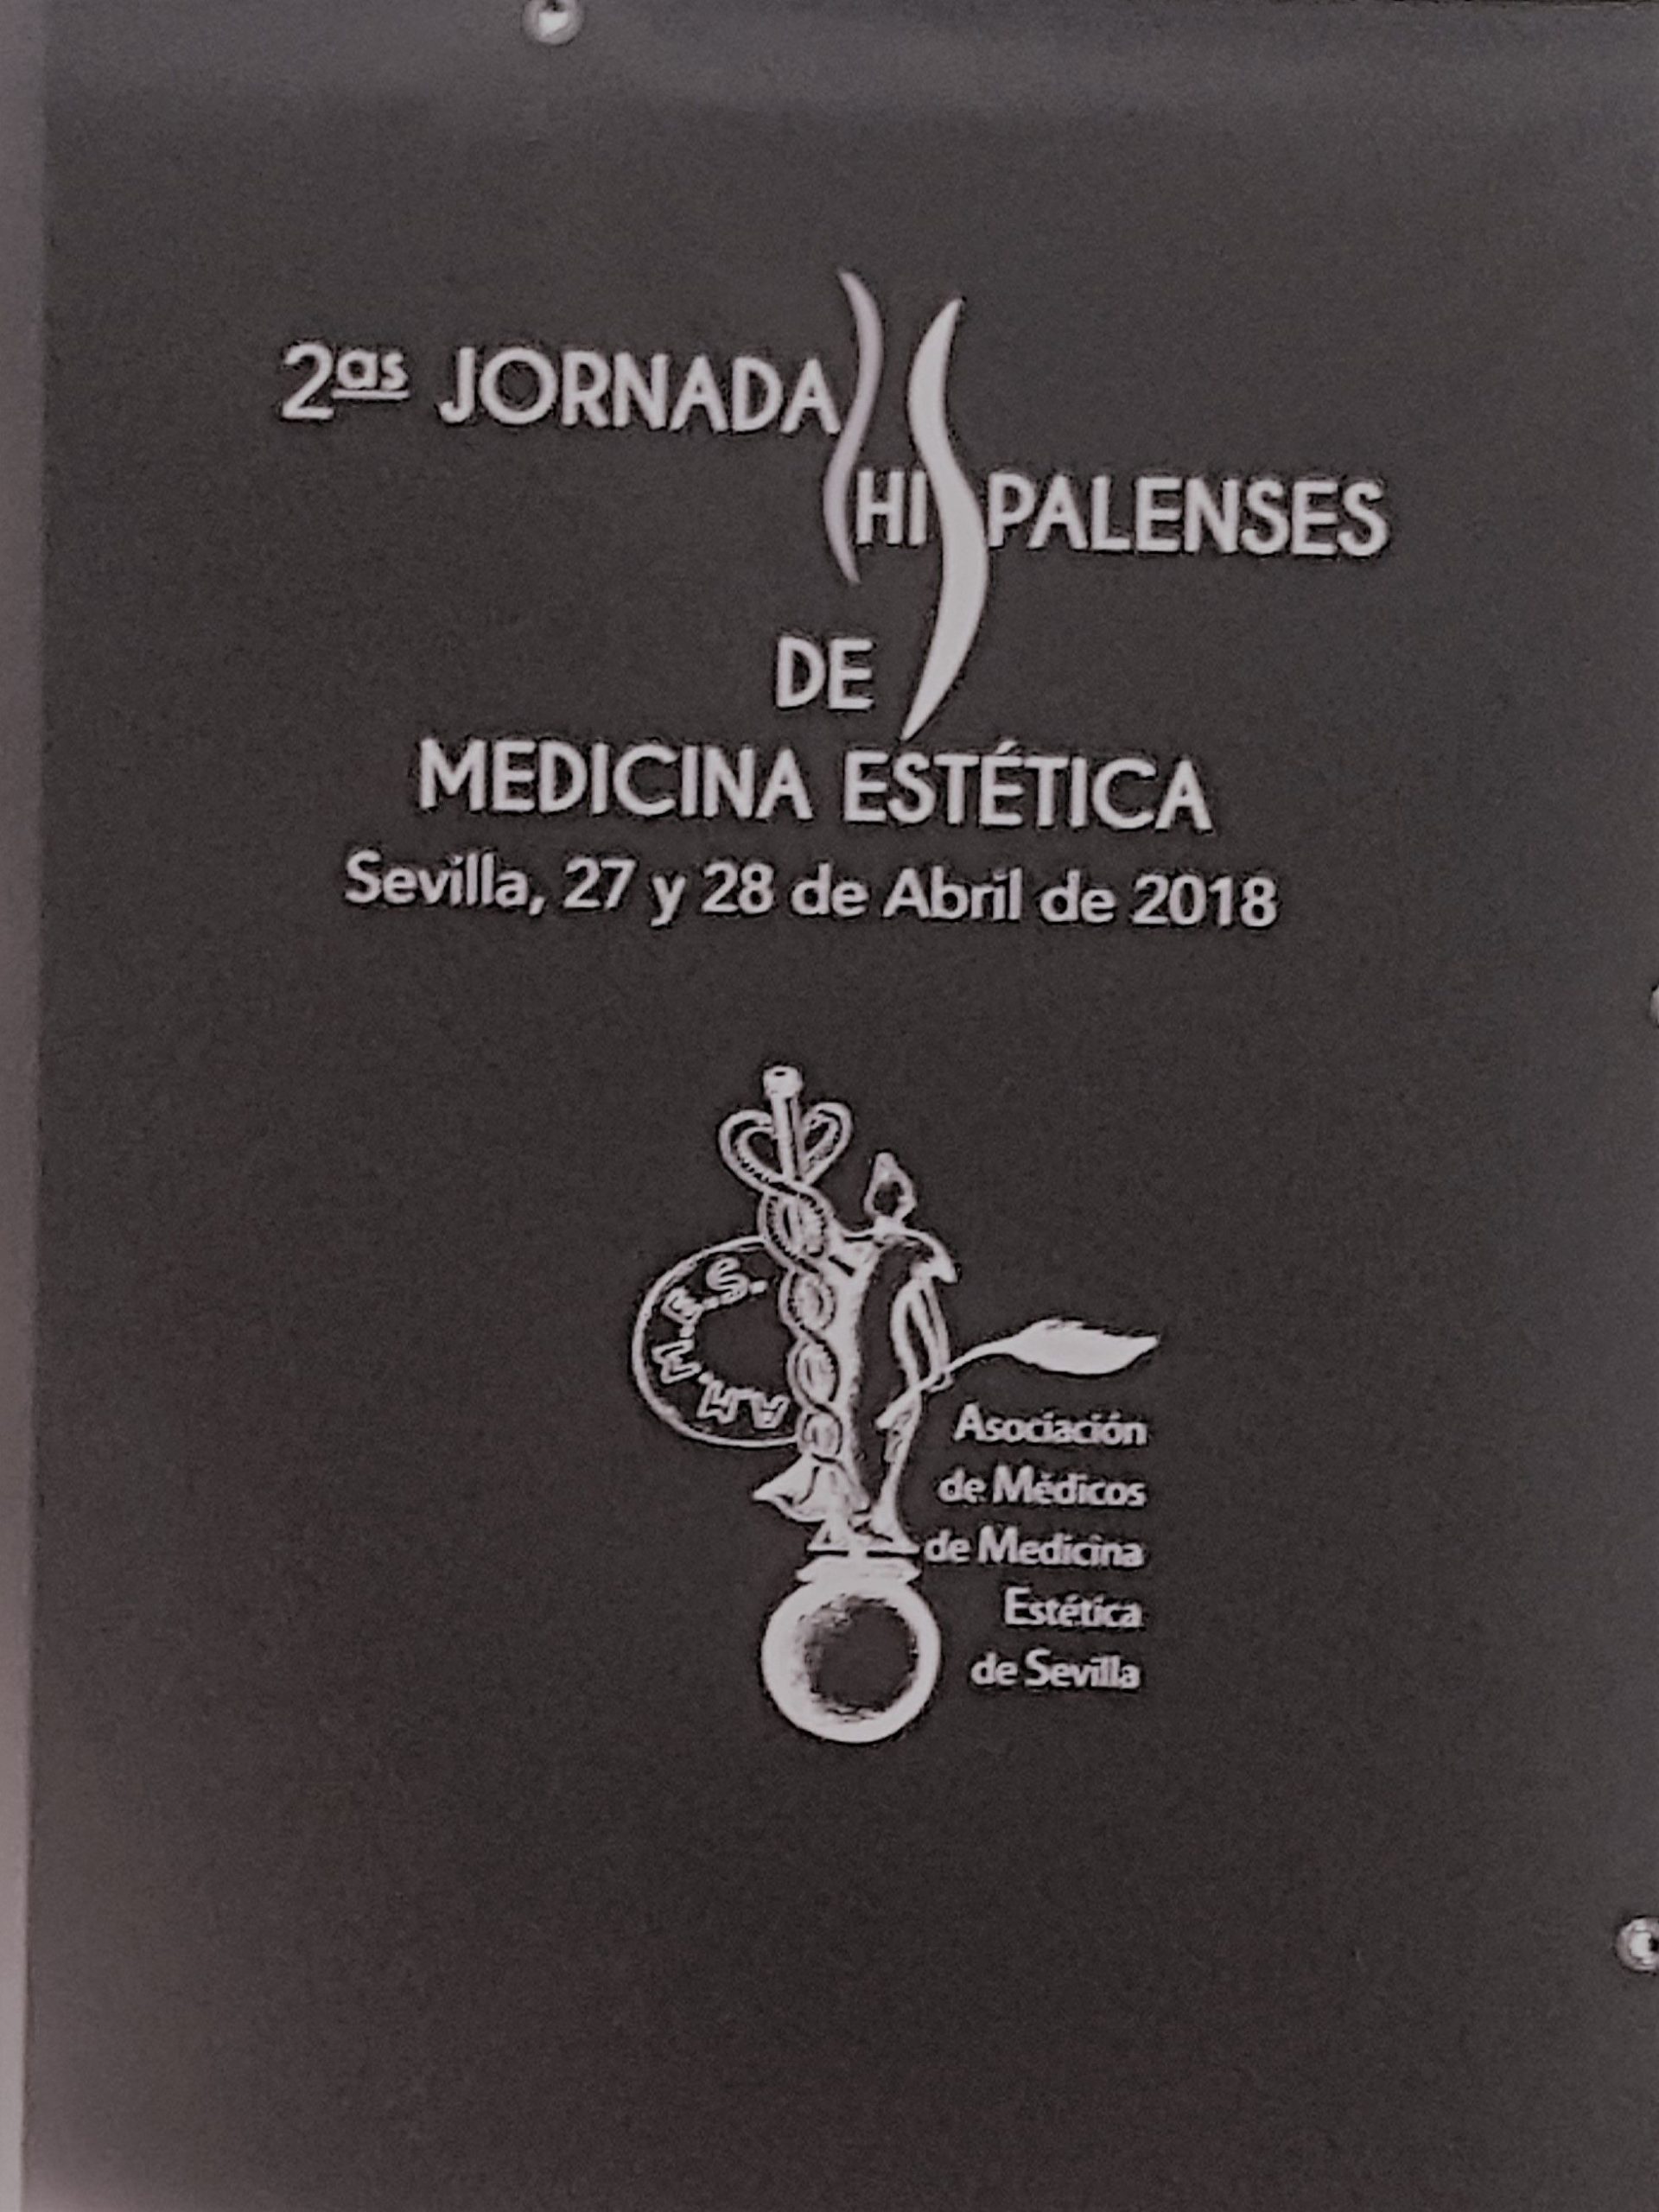 2as JORNADAS
HISPALENSES
DE
MEDICINA ESTÉTICA
Sevilla, 27 y 28 de Abril de 2018
A.M.M.E.S.
Asociación
de Médicos
de Medicina
Estética
de Sevilla